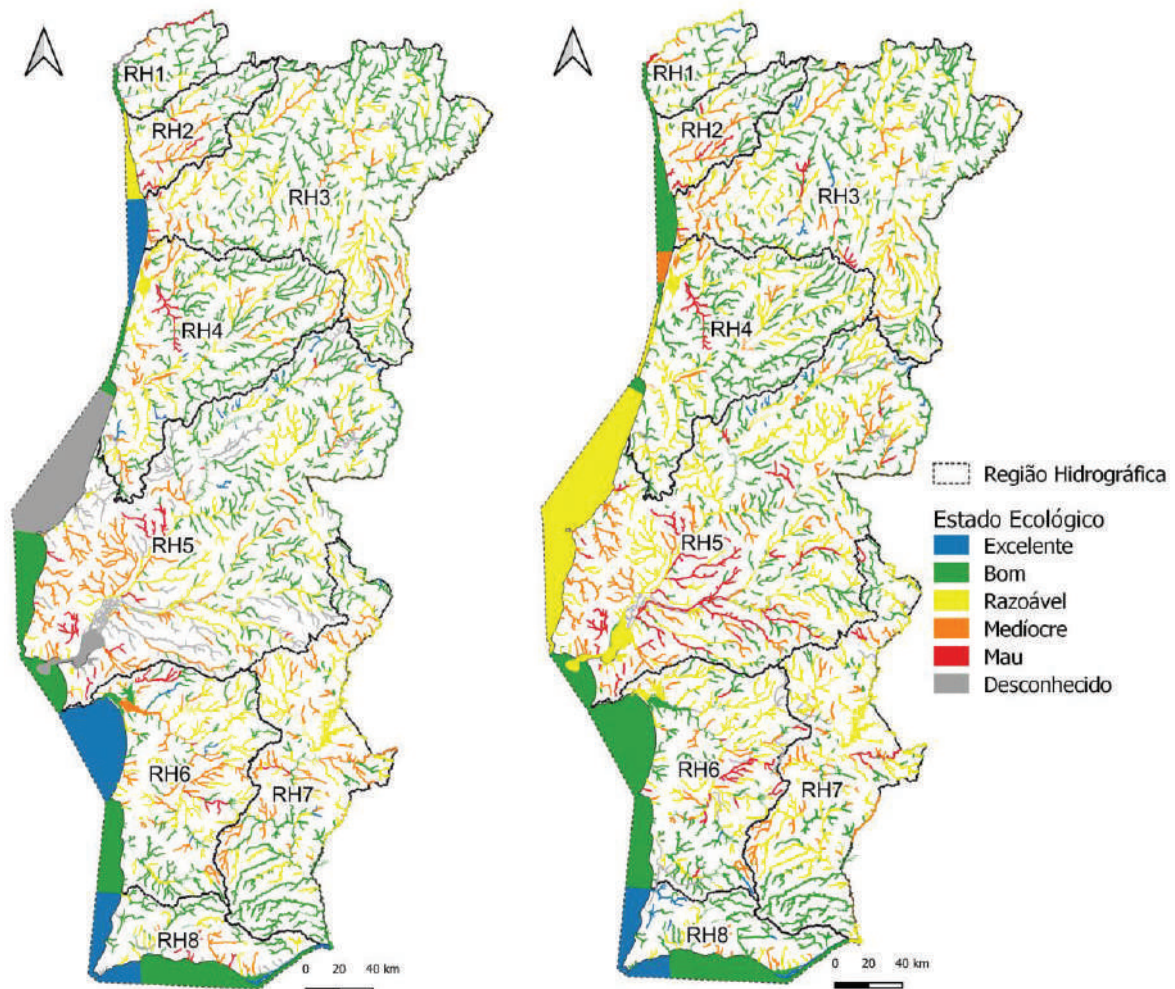 RH1
RH2
RH3
RH4
RH5
RH6
RH7
RH8
0 20 40 km
RH1
RH2
RH3
RH4
RH5
RH6
RH7
RH8
0 20 40 km
Região Hidrográfica
Estado Ecológico
Excelente
Bom
Razoável
Medíocre
Mau
Desconhecido